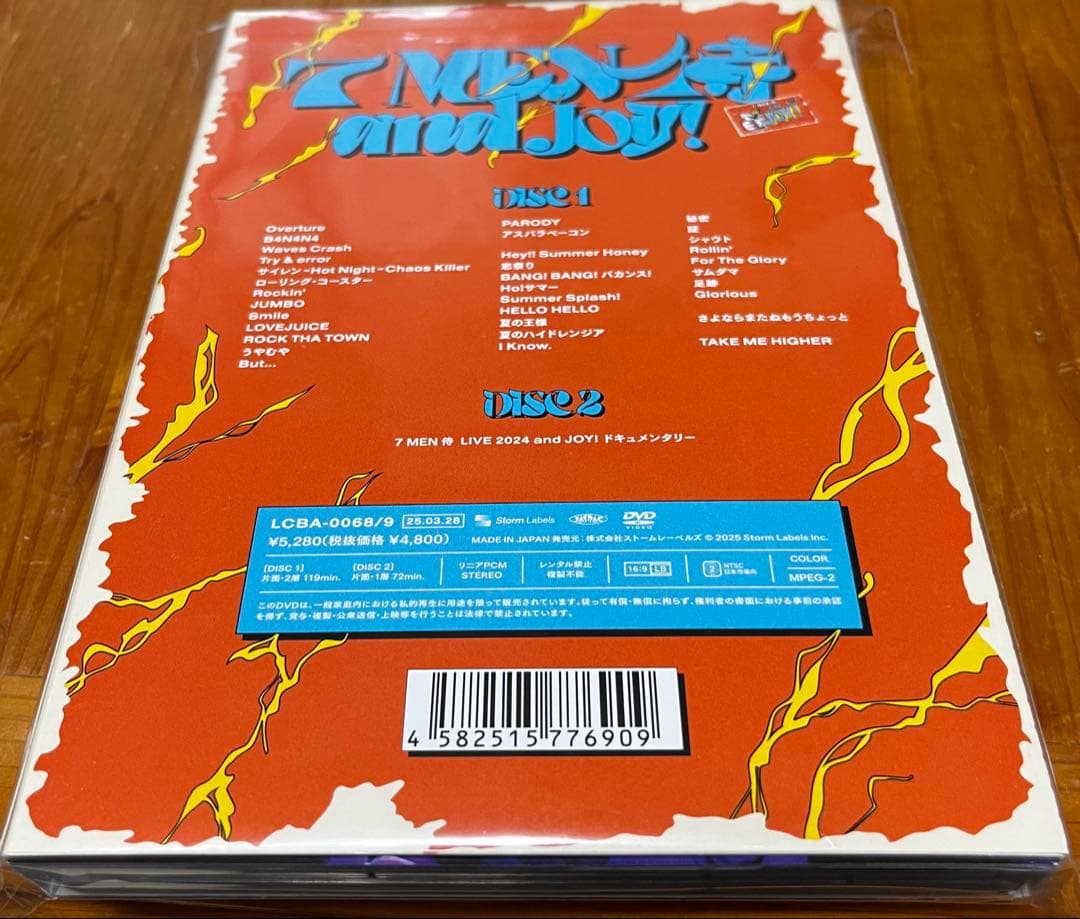 7 MEN 侍
and JOY!
DISC 1
Overture
B4N4N4
Waves Crash
Try & error
サイレン-Hot Night-Chaos Killer
ローリング・コースター
Rockin'
JUMBO
Smile
LOVEJUICE
ROCK THA TOWN
うやむや
But...
PARODY
アスパラベーコン
Hey!! Summer Honey
恋祭り
BANG! BANG! バカンス!
Ho!サマー
Summer Splash!
HELLO HELLO
夏の王様
夏のハイドレンジア
I Know.
秘密
証
シャウト
Rollin'
For The Glory
サムダマ
足跡
Glorious
さよならまたねもうちょっと
TAKE ME HIGHER
DISC 2
7 MEN 侍 LIVE 2024 and JOY! ドキュメンタリー
LCBA-0068/9 25.03.28 Storm Labels DVD VIDEO
¥5,280(税抜価格 ¥4,800) MADE IN JAPAN 発売元:株式会社ストームレーベルズ © 2025 Storm Labels Inc.
[DISC 1]
片面・2層 119min.
[DISC 2]
片面・1層 72min.
リニアPCM
STEREO
レンタル禁止
複製不能
16:9 LB
2 NTSC
日本市場向
COLOR
MPEG-2
このDVDは、一般家庭内における私的再生に用途を限って販売されています。従って有償・無償に拘らず、権利者の書面における事前の承認
を得ず、貸与・複製・公衆送信・上映等を行うことは法律で禁止されています。
4 582515 776909